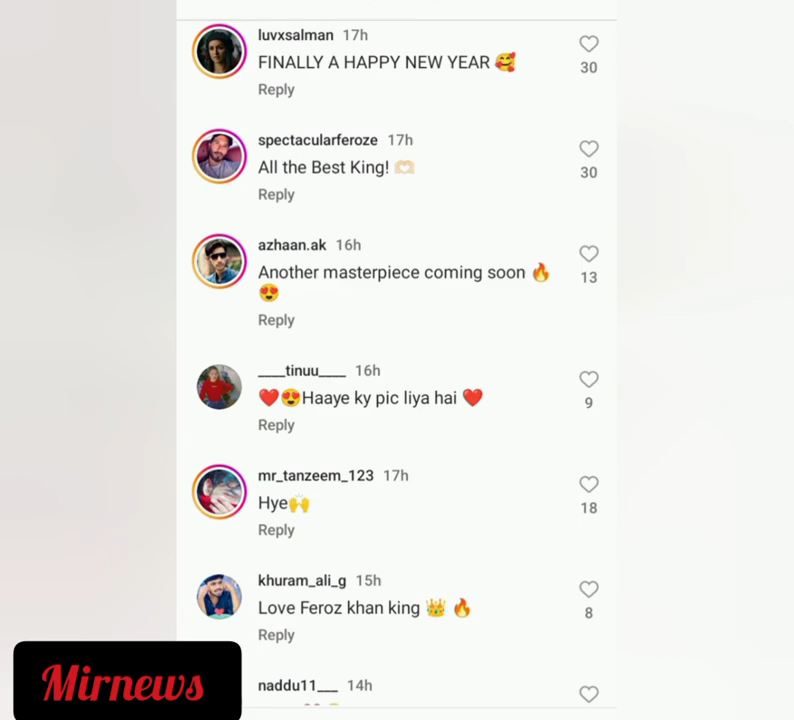 luvxsalman 17h
FINALLY A HAPPY NEW YEAR 🥰
30
Reply
spectacularferoze 17h
All the Best King! 🫶🏻
30
Reply
azhaan.ak 16h
Another masterpiece coming soon 🔥
😍
13
Reply
____tinuu____ 16h
❤️😍Haaye ky pic liya hai ❤️
9
Reply
mr_tanzeem_123 17h
Hye🙌
18
Reply
khuram_ali_g 15h
Love Feroz khan king 👑 🔥
8
Reply
naddu11___ 14h
Mirnews